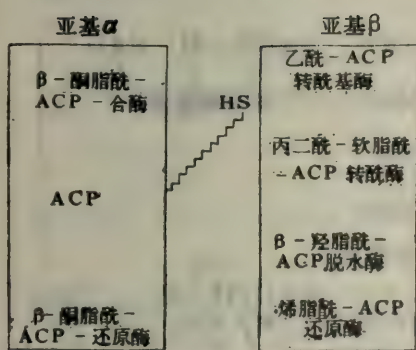 亚基α
亚基β
β-酮脂酰-
ACP-合酶
ACP
β-酮脂酰-
ACP-还原酶
HS
乙酰-ACP
转酰基酶
丙二酰-软脂酰
-ACP 转酰酶
β-羟脂酰-
ACP脱水酶
烯脂酰-ACP
还原酶